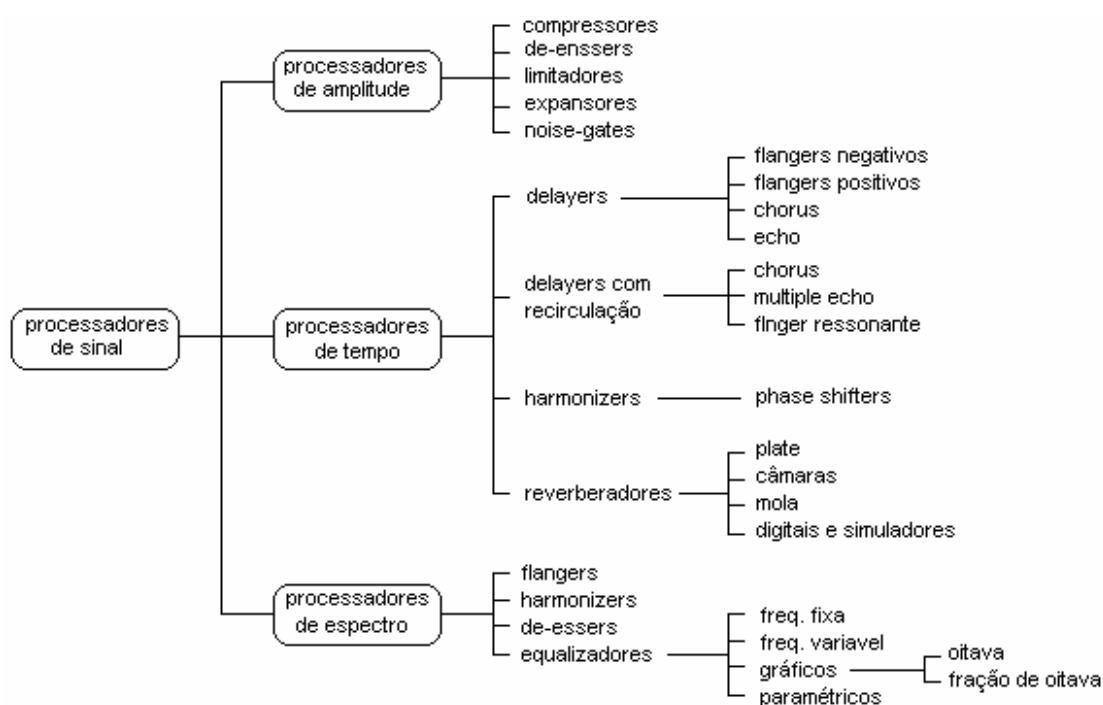 processadores
de sinal
processadores
de amplitude
compressores
de-enssers
limitadores
expansores
noise-gates
processadores
de tempo
delayers
flangers negativos
flangers positivos
chorus
echo
delayers com
recirculação
chorus
multiple echo
flnger ressonante
harmonizers
phase shifters
reverberadores
plate
câmaras
mola
digitais e simuladores
processadores
de espectro
flangers
harmonizers
de-essers
equalizadores
freq. fixa
freq. variavel
gráficos
oitava
fração de oitava
paramétricos